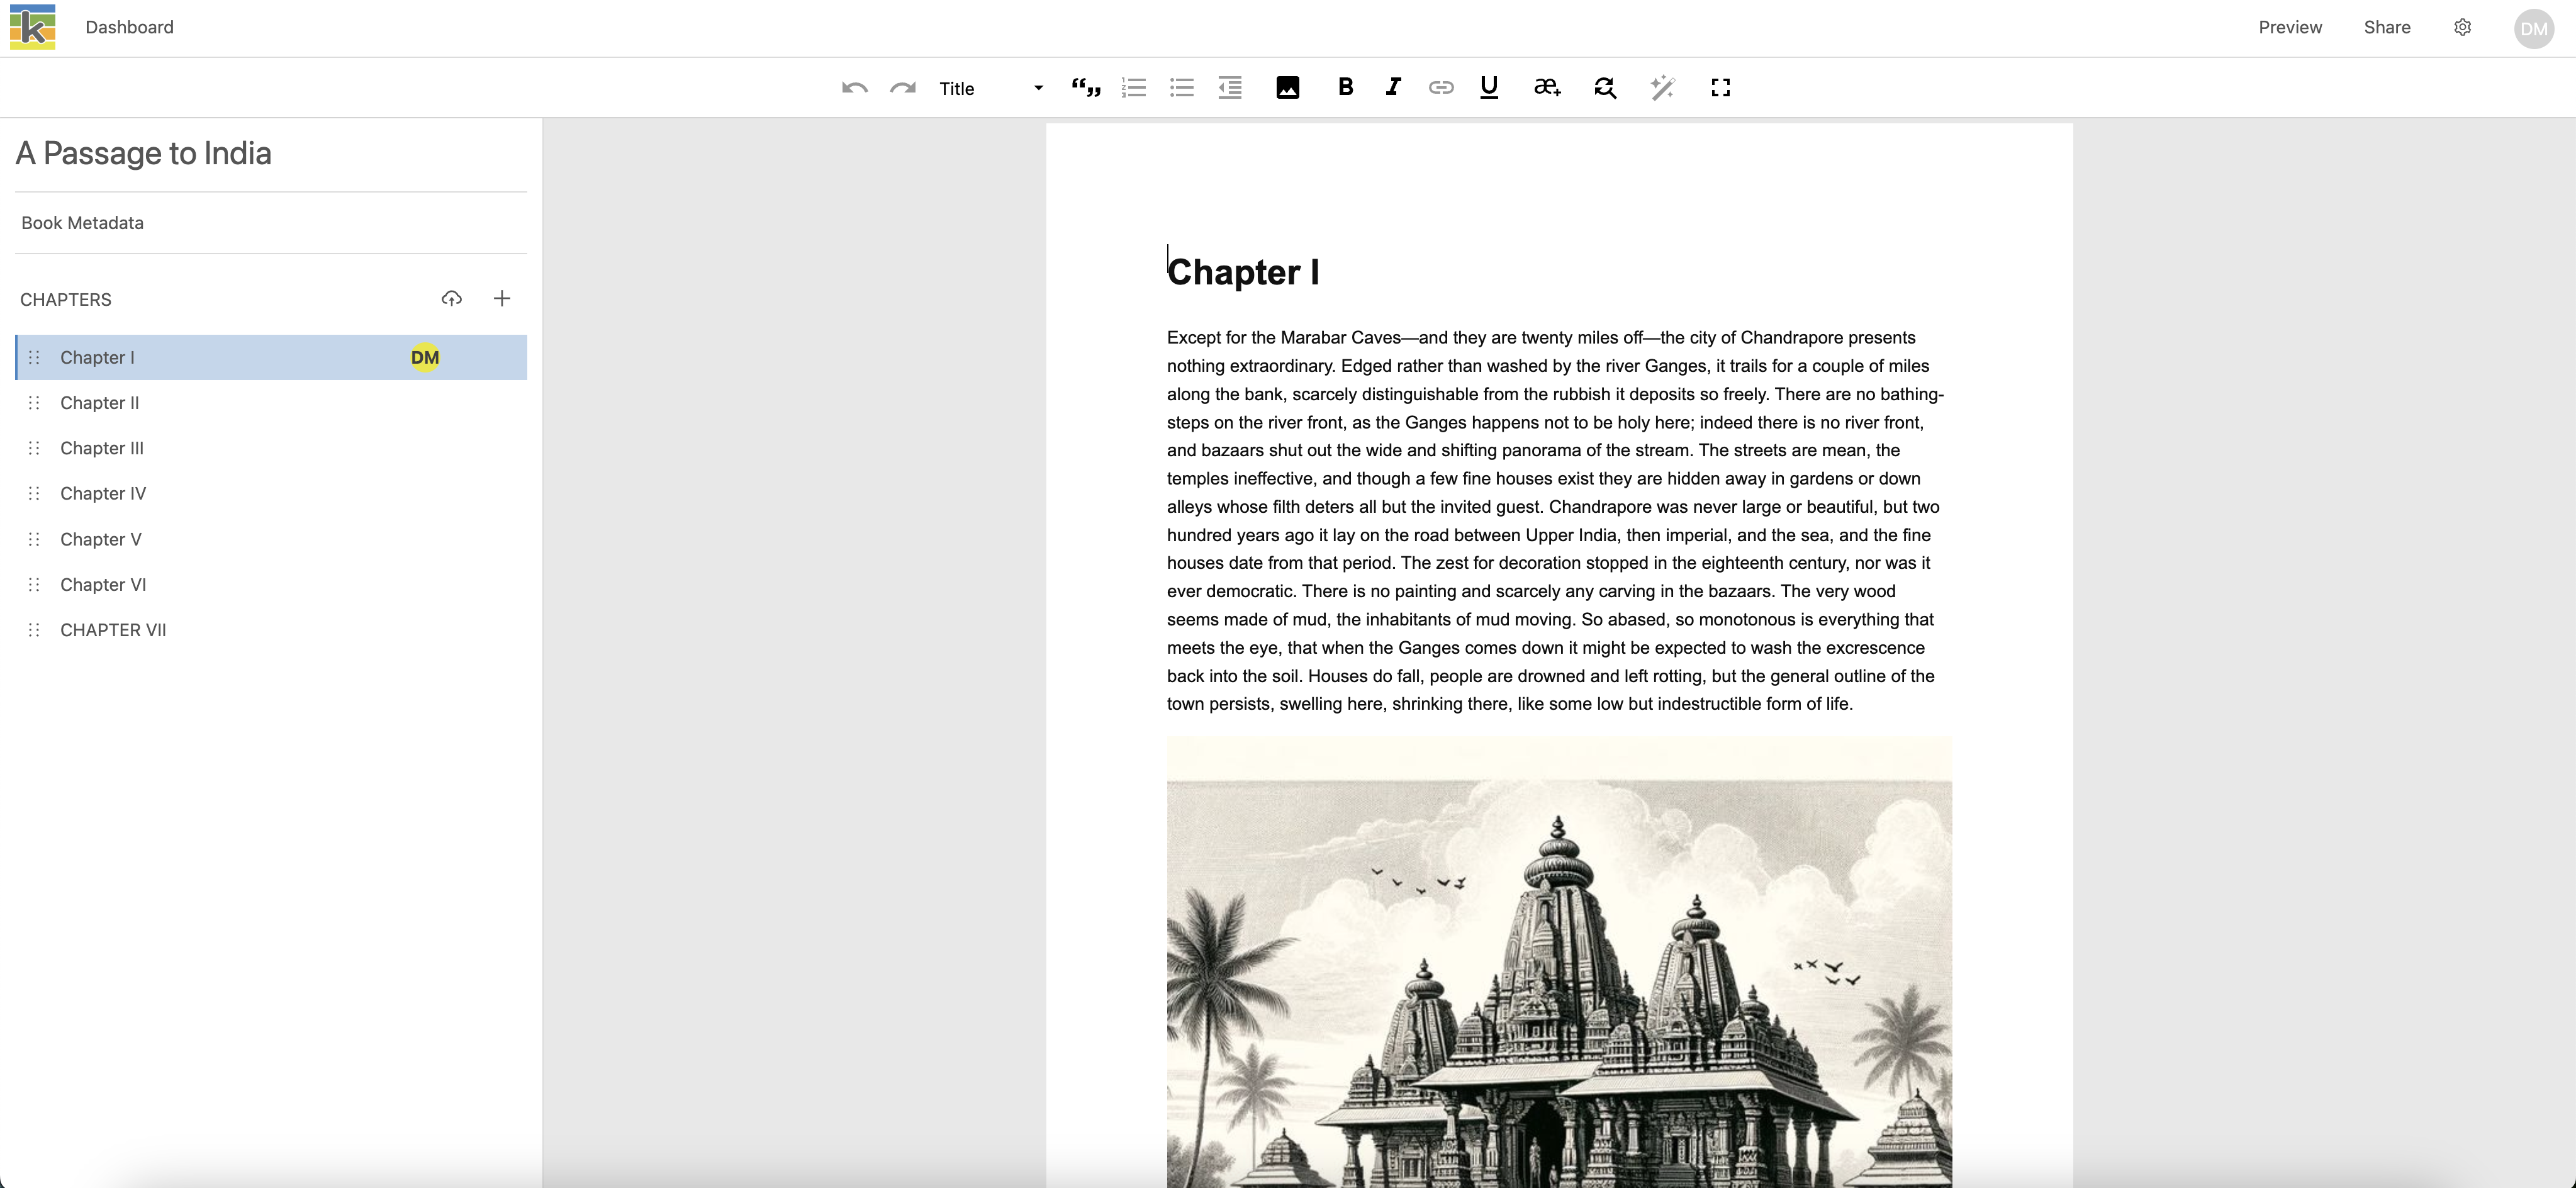 k
Dashboard
Preview
Share
DM
Title
A Passage to India
Book Metadata
CHAPTERS
Chapter I
DM
Chapter II
Chapter III
Chapter IV
Chapter V
Chapter VI
CHAPTER VII
Chapter I
Except for the Marabar Caves—and they are twenty miles off—the city of Chandrapore presents
nothing extraordinary. Edged rather than washed by the river Ganges, it trails for a couple of miles
along the bank, scarcely distinguishable from the rubbish it deposits so freely. There are no bathing-
steps on the river front, as the Ganges happens not to be holy here; indeed there is no river front,
and bazaars shut out the wide and shifting panorama of the stream. The streets are mean, the
temples ineffective, and though a few fine houses exist they are hidden away in gardens or down
alleys whose filth deters all but the invited guest. Chandrapore was never large or beautiful, but two
hundred years ago it lay on the road between Upper India, then imperial, and the sea, and the fine
houses date from that period. The zest for decoration stopped in the eighteenth century, nor was it
ever democratic. There is no painting and scarcely any carving in the bazaars. The very wood
seems made of mud, the inhabitants of mud moving. So abased, so monotonous is everything that
meets the eye, that when the Ganges comes down it might be expected to wash the excrescence
back into the soil. Houses do fall, people are drowned and left rotting, but the general outline of the
town persists, swelling here, shrinking there, like some low but indestructible form of life.